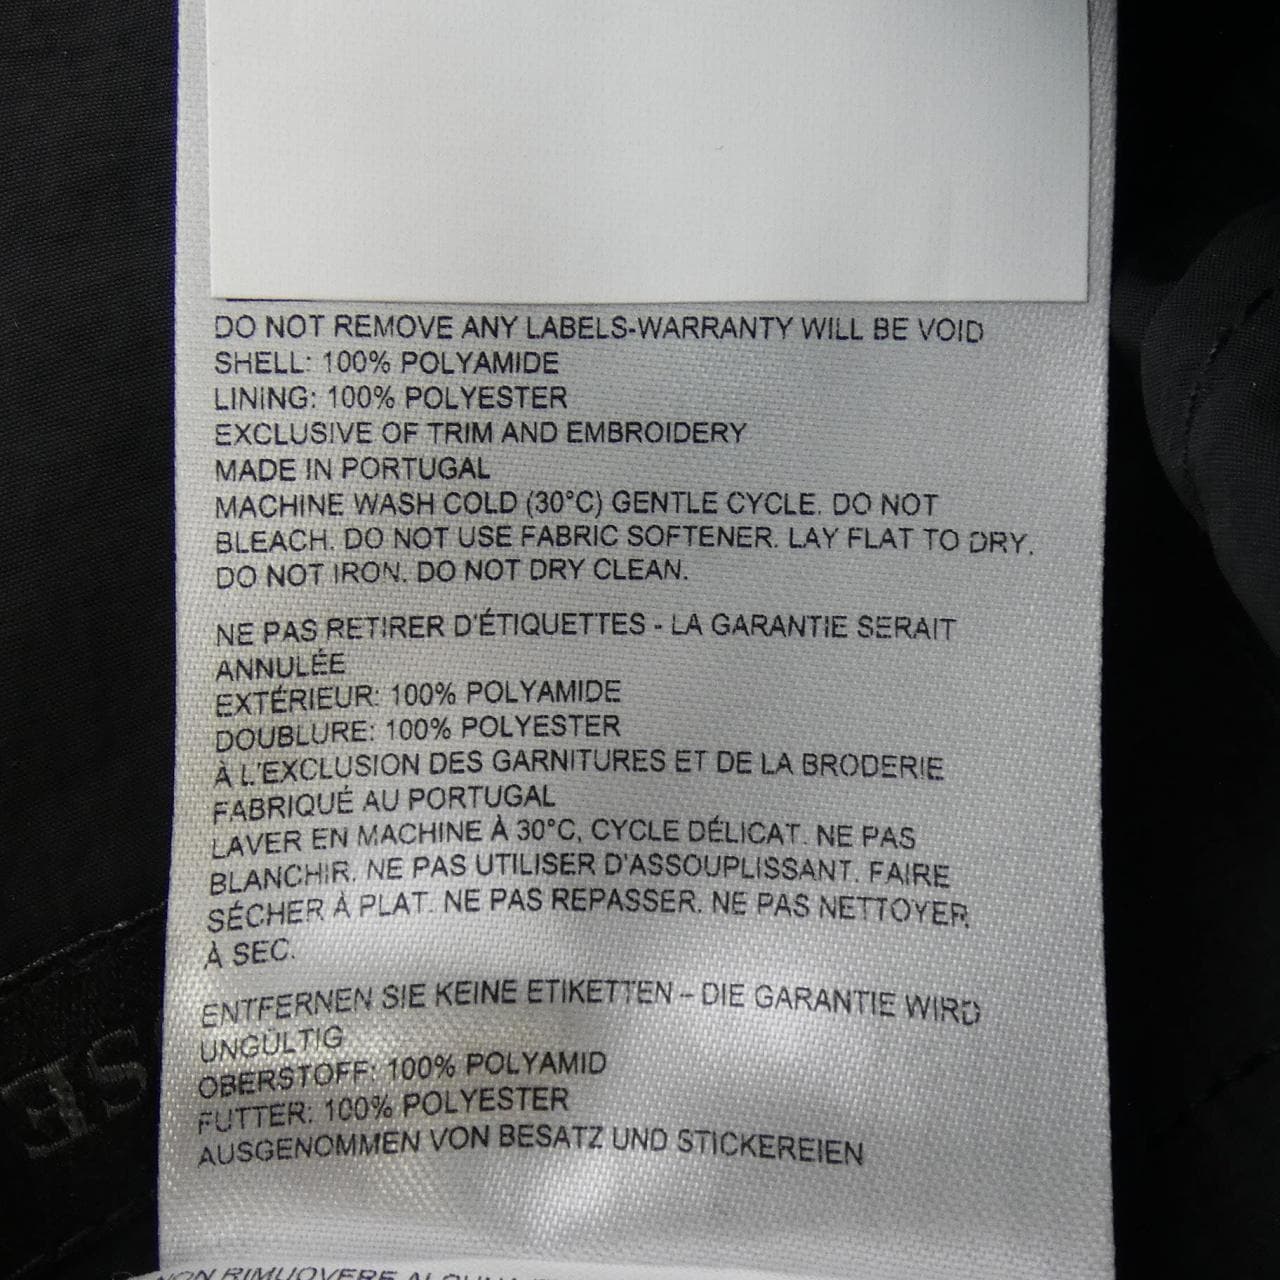 DO NOT REMOVE ANY LABELS-WARRANTY WILL BE VOID
SHELL: 100% POLYAMIDE
LINING: 100% POLYESTER
EXCLUSIVE OF TRIM AND EMBROIDERY
MADE IN PORTUGAL
MACHINE WASH COLD (30°C) GENTLE CYCLE. DO NOT
BLEACH. DO NOT USE FABRIC SOFTENER. LAY FLAT TO DRY.
DO NOT IRON. DO NOT DRY CLEAN.
NE PAS RETIRER D'ÉTIQUETTES - LA GARANTIE SERAIT
ANNULÉE
EXTÉRIEUR: 100% POLYAMIDE
DOUBLURE: 100% POLYESTER
À L'EXCLUSION DES GARNITURES ET DE LA BRODERIE
FABRIQUÉ AU PORTUGAL
LAVER EN MACHINE À 30°C, CYCLE DÉLICAT. NE PAS
BLANCHIR. NE PAS UTILISER D'ASSOUPLISSANT. FAIRE
SÉCHER À PLAT. NE PAS REPASSER. NE PAS NETTOYER
À SEC.
ENTFERNEN SIE KEINE ETIKETTEN – DIE GARANTIE WIRD
UNGÜLTIG
OBERSTOFF: 100% POLYAMID
FUTTER: 100% POLYESTER
AUSGENOMMEN VON BESATZ UND STICKEREIEN
NON RIMUOVERE